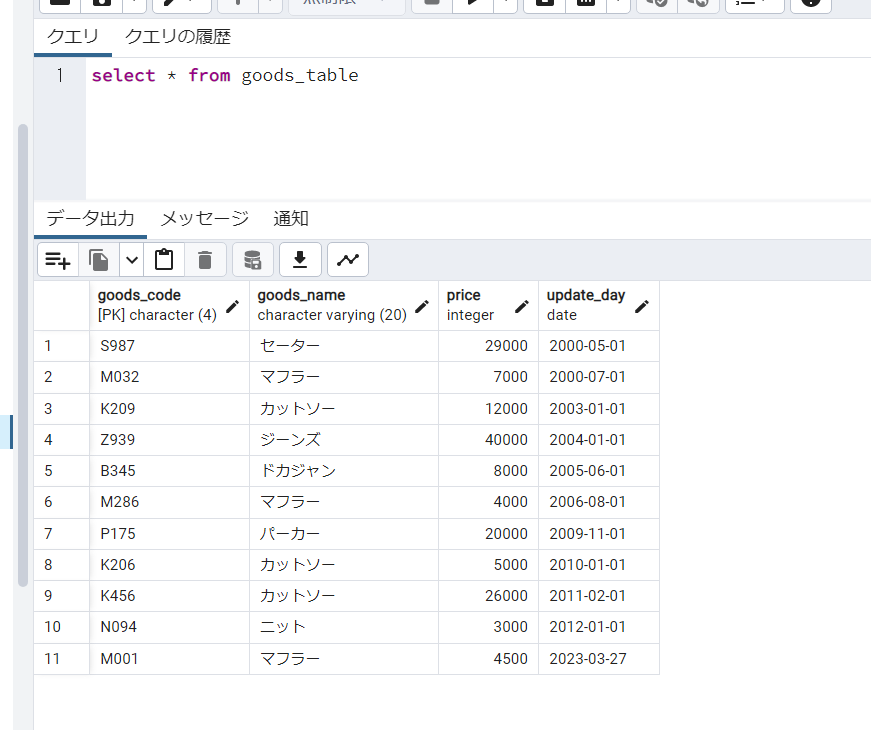 クエリ クエリの履歴
1 select * from goods_table
データ出力 メッセージ 通知
goods_code goods_name price update_day
[PK] character (4) character varying (20) integer date
1 S987 セーター 29000 2000-05-01
2 M032 マフラー 7000 2000-07-01
3 K209 カットソー 12000 2003-01-01
4 Z939 ジーンズ 40000 2004-01-01
5 B345 ドカジャン 8000 2005-06-01
6 M286 マフラー 4000 2006-08-01
7 P175 パーカー 20000 2009-11-01
8 K206 カットソー 5000 2010-01-01
9 K456 カットソー 26000 2011-02-01
10 N094 ニット 3000 2012-01-01
11 M001 マフラー 4500 2023-03-27